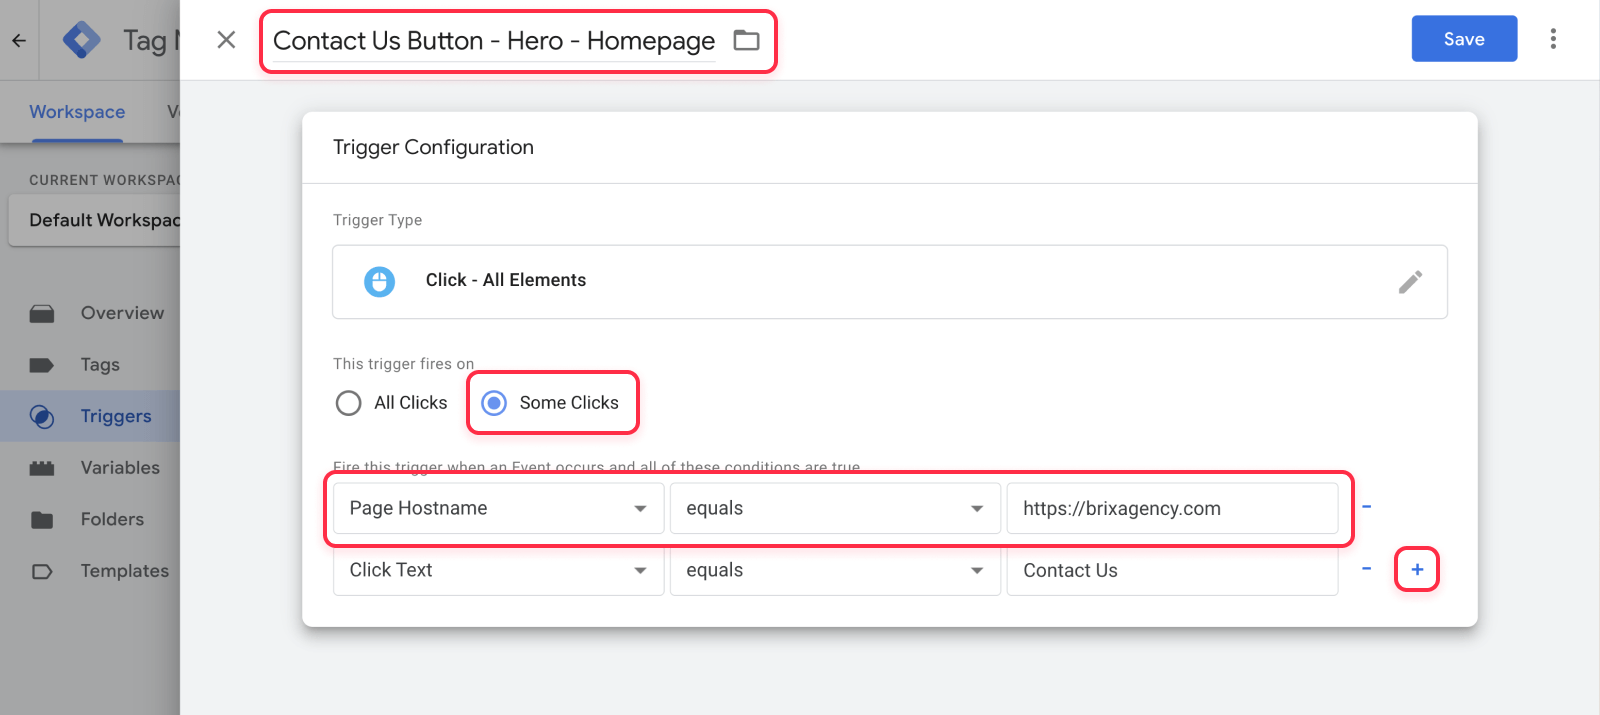 Tag M
Contact Us Button - Hero - Homepage
Save
Workspace
Ve
Trigger Configuration
CURRENT WORKSPAC
Default Workspac
Trigger Type
Click - All Elements
Overview
Tags
This trigger fires on
All Clicks
Some Clicks
Triggers
Variables
Fire this trigger when an Event occurs and all of these conditions are true
Page Hostname equals https://brixagency.com -
Folders
Click Text equals Contact Us - +
Templates